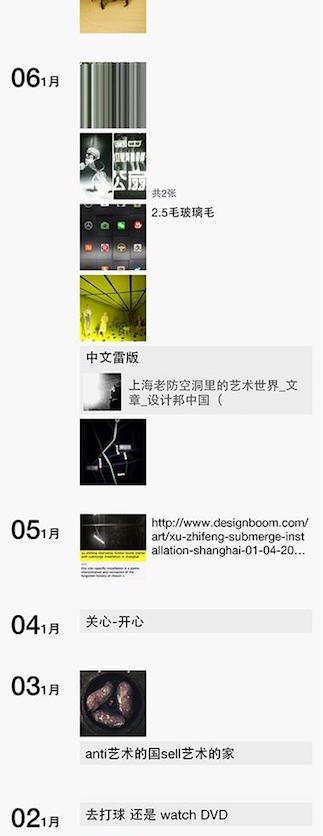 06 1月
共2张
2.5毛玻璃毛
中文雷版
上海老防空洞里的艺术世界_文
章_设计邦中国（
05 1月
http://www.designboom.com/
art/xu-zhifeng-submerge-inst
allation-shanghai-01-04-20...
04 1月
关心-开心
03 1月
anti艺术的国sell艺术的家
02 1月
去打球 还是 watch DVD